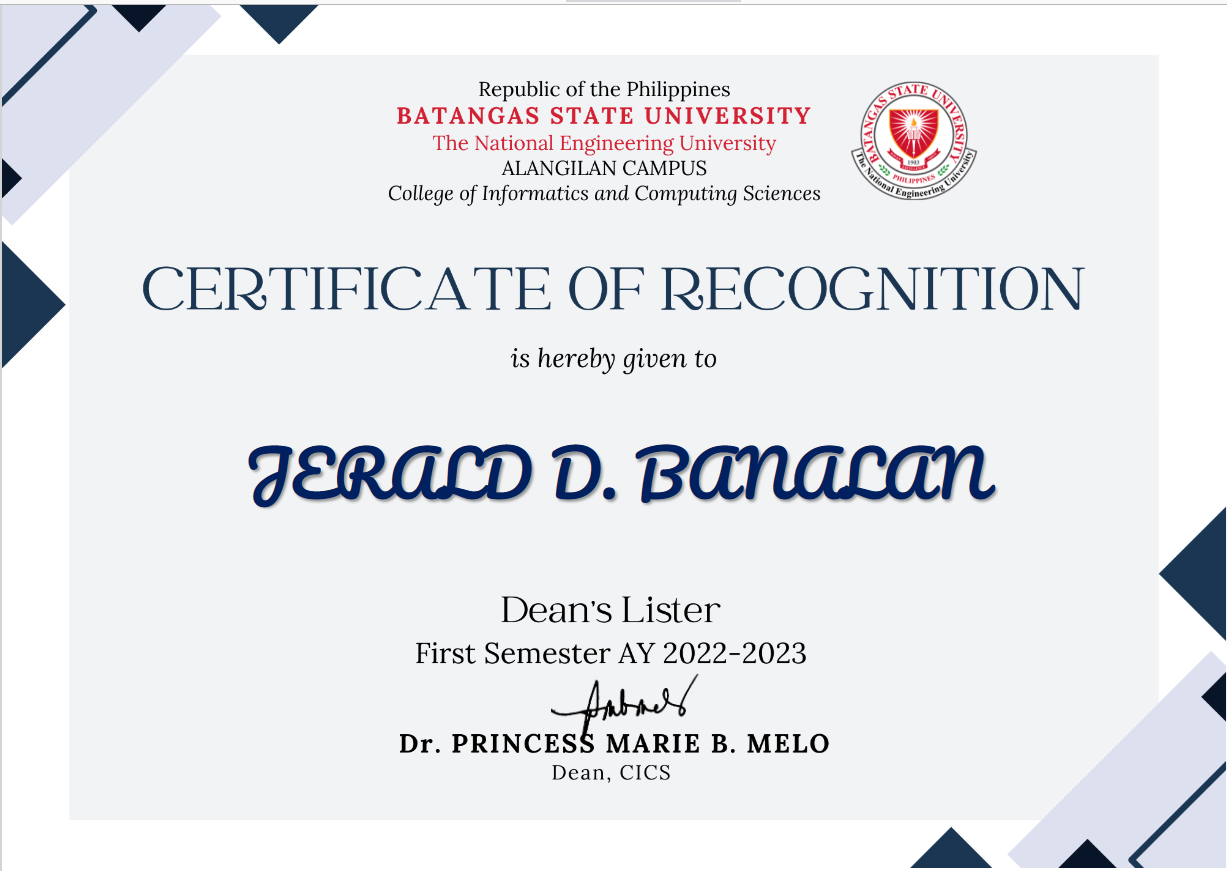 Republic of the Philippines
BATANGAS STATE UNIVERSITY
The National Engineering University
ALANGILAN CAMPUS
College of Informatics and Computing Sciences
BATANGAS STATE UNIVERSITY
1903
PHILIPPINES
The National Engineering University
CERTIFICATE OF RECOGNITION
is hereby given to
JERALD D. BANALAN
Dean's Lister
First Semester AY 2022-2023
Dr. PRINCESS MARIE B. MELO
Dean, CICS